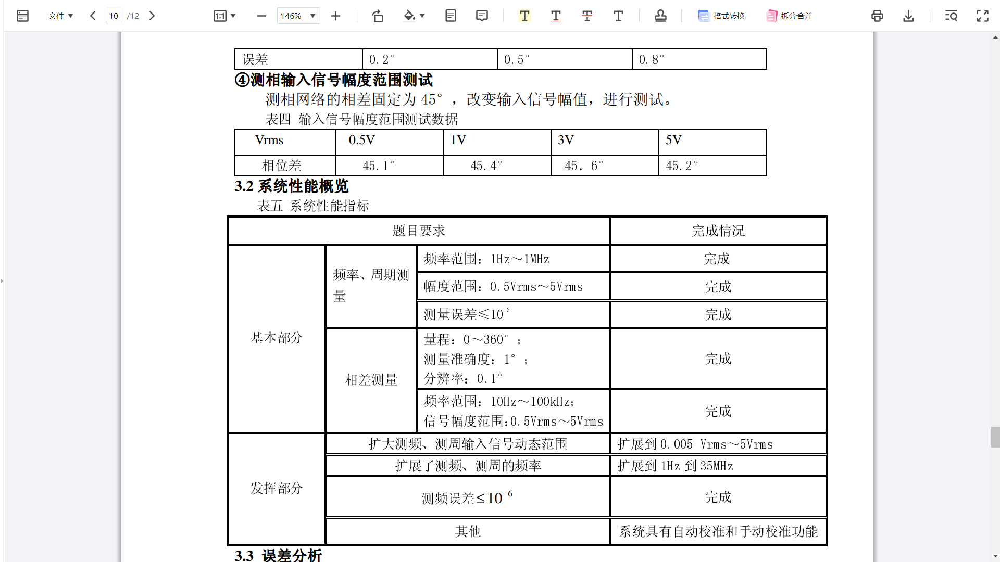 文件 10 /12 1:1 146% 格式转换 拆分合并
误差 0.2° 0.5° 0.8°
④测相输入信号幅度范围测试
测相网络的相差固定为 45°，改变输入信号幅值，进行测试。
表四 输入信号幅度范围测试数据
Vrms 0.5V 1V 3V 5V
相位差 45.1° 45.4° 45．6° 45.2°
3.2 系统性能概览
表五 系统性能指标
题目要求 完成情况
基本部分
频率、周期测
量
频率范围：1Hz～1MHz 完成
幅度范围：0.5Vrms～5Vrms 完成
测量误差≤10⁻³ 完成
相差测量
量程：0～360°；
测量准确度：1°；
分辨率：0.1°
完成
频率范围：10Hz～100kHz；
信号幅度范围：0.5Vrms～5Vrms
完成
发挥部分
扩大测频、测周输入信号动态范围 扩展到 0.005 Vrms～5Vrms
扩展了测频、测周的频率 扩展到 1Hz 到 35MHz
测频误差≤10⁻⁶ 完成
其他 系统具有自动校准和手动校准功能
3.3 误差分析